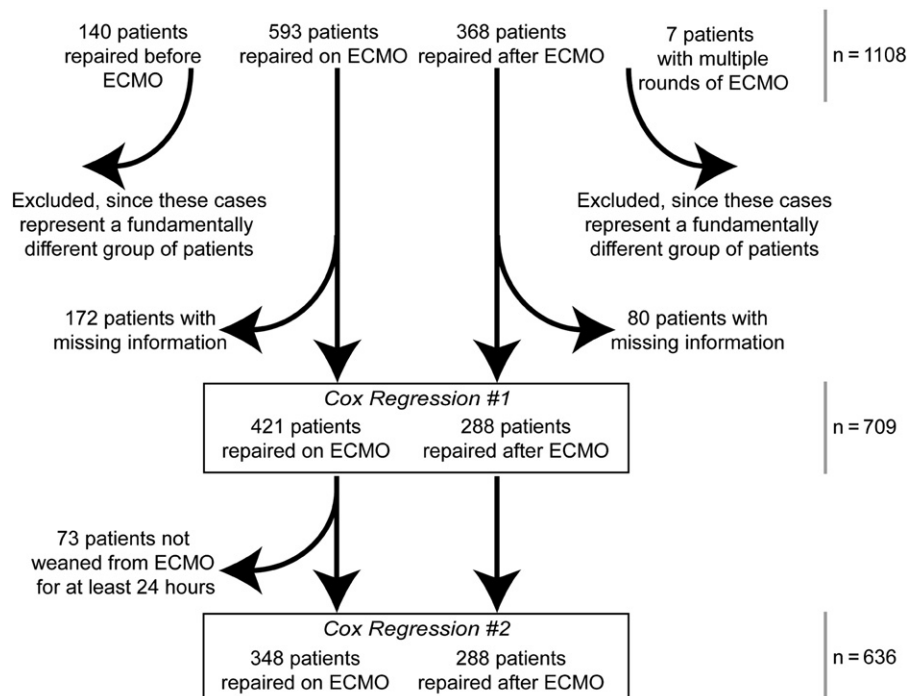 140 patients
repaired before
ECMO
593 patients
repaired on ECMO
368 patients
repaired after ECMO
7 patients
with multiple
rounds of ECMO
n = 1108
Excluded, since these cases
represent a fundamentally
different group of patients
Excluded, since these cases
represent a fundamentally
different group of patients
172 patients with
missing information
80 patients with
missing information
Cox Regression #1
421 patients
repaired on ECMO
288 patients
repaired after ECMO
n = 709
73 patients not
weaned from ECMO
for at least 24 hours
Cox Regression #2
348 patients
repaired on ECMO
288 patients
repaired after ECMO
n = 636